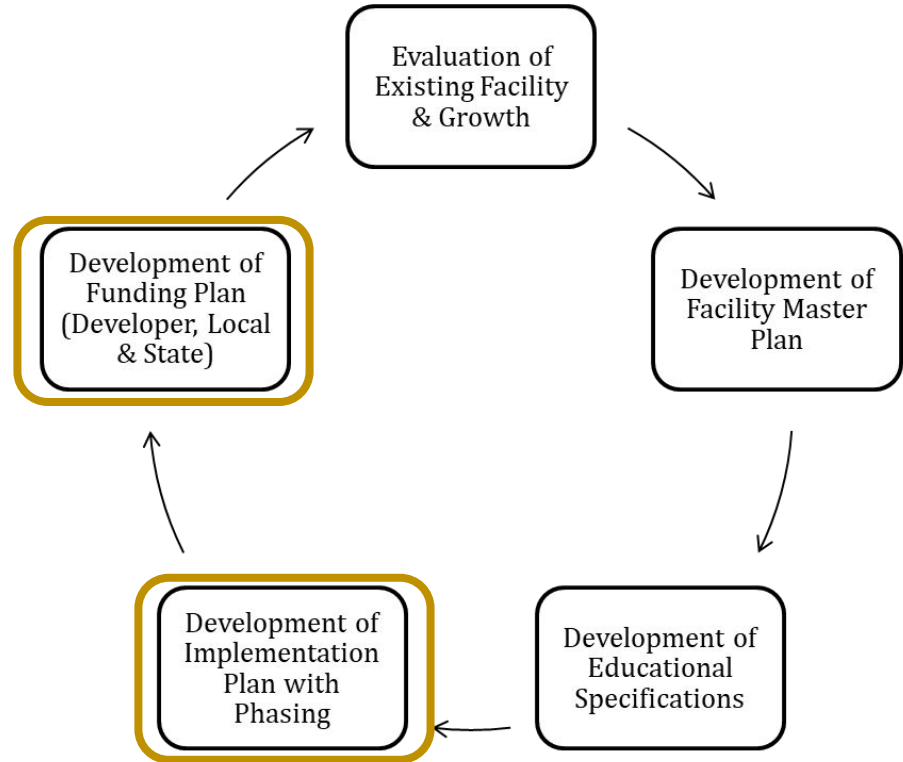 Evaluation of
Existing Facility
& Growth
Development of
Facility Master
Plan
Development of
Educational
Specifications
Development of
Implementation
Plan with
Phasing
Development of
Funding Plan
(Developer, Local
& State)